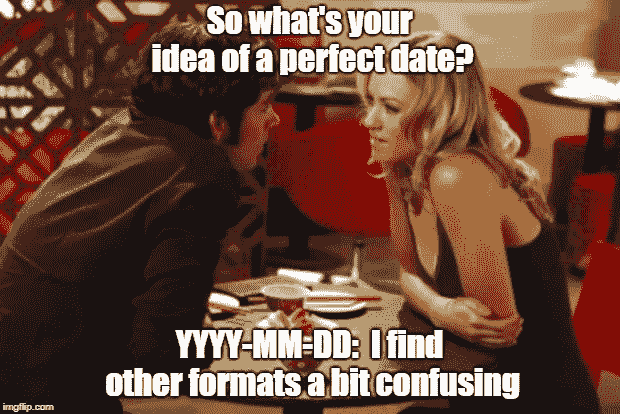 So what's your
idea of a perfect date?
YYYY-MM-DD:  I find
other formats a bit confusing
imgflip.com